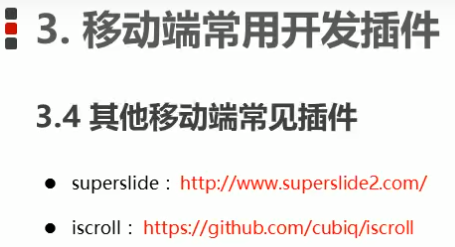 3. 移动端常用开发插件
3.4 其他移动端常见插件
● superslide：http://www.superslide2.com/
● iscroll：https://github.com/cubiq/iscroll